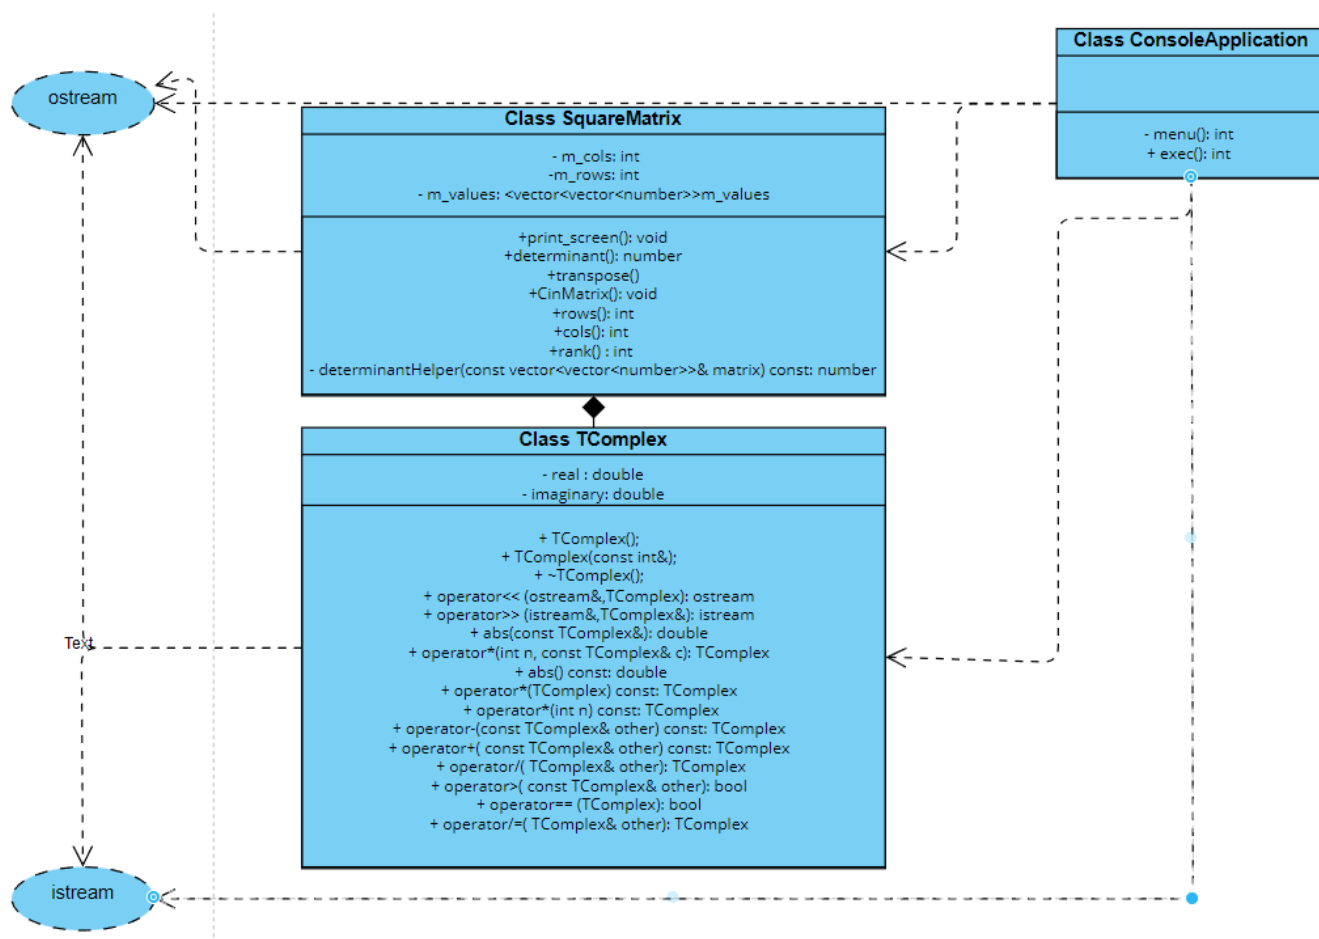 Class ConsoleApplication
- menu(): int
+ exec(): int
ostream
Class SquareMatrix
- m_cols: int
-m_rows: int
- m_values: <vector<vector<number>>m_values
+print_screen(): void
+determinant(): number
+transpose()
+CinMatrix(): void
+rows(): int
+cols(): int
+rank() : int
- determinantHelper(const vector<vector<number>>& matrix) const: number
Class TComplex
- real : double
- imaginary: double
+ TComplex();
+ TComplex(const int&);
+ ~TComplex();
+ operator<< (ostream&,TComplex): ostream
+ operator>> (istream&,TComplex&): istream
+ abs(const TComplex&): double
+ operator*(int n, const TComplex& c): TComplex
+ abs() const: double
+ operator*(TComplex) const: TComplex
+ operator*(int n) const: TComplex
+ operator-(const TComplex& other) const: TComplex
+ operator+( const TComplex& other) const: TComplex
+ operator/( TComplex& other): TComplex
+ operator>( const TComplex& other): bool
+ operator== (TComplex): bool
+ operator/=( TComplex& other): TComplex
Text
istream